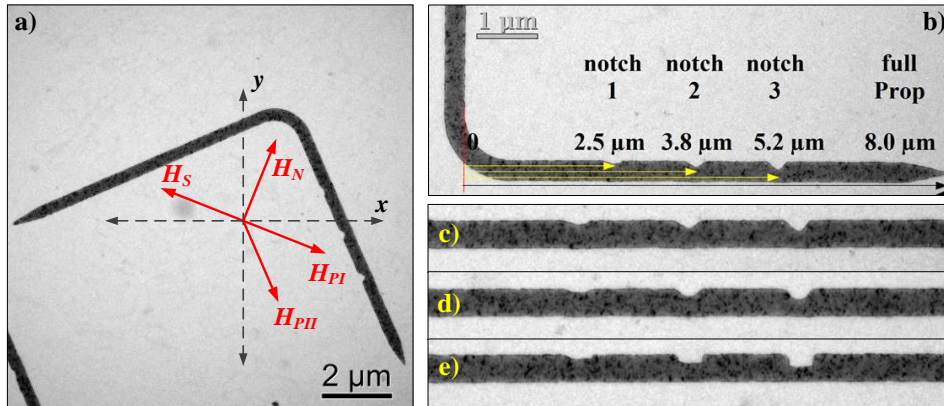 a)
y
x
H_S
H_N
H_PI
H_PII
2 µm
b)
1 µm
notch notch notch full
1 2 3 Prop
0 2.5 µm 3.8 µm 5.2 µm 8.0 µm
c)
d)
e)